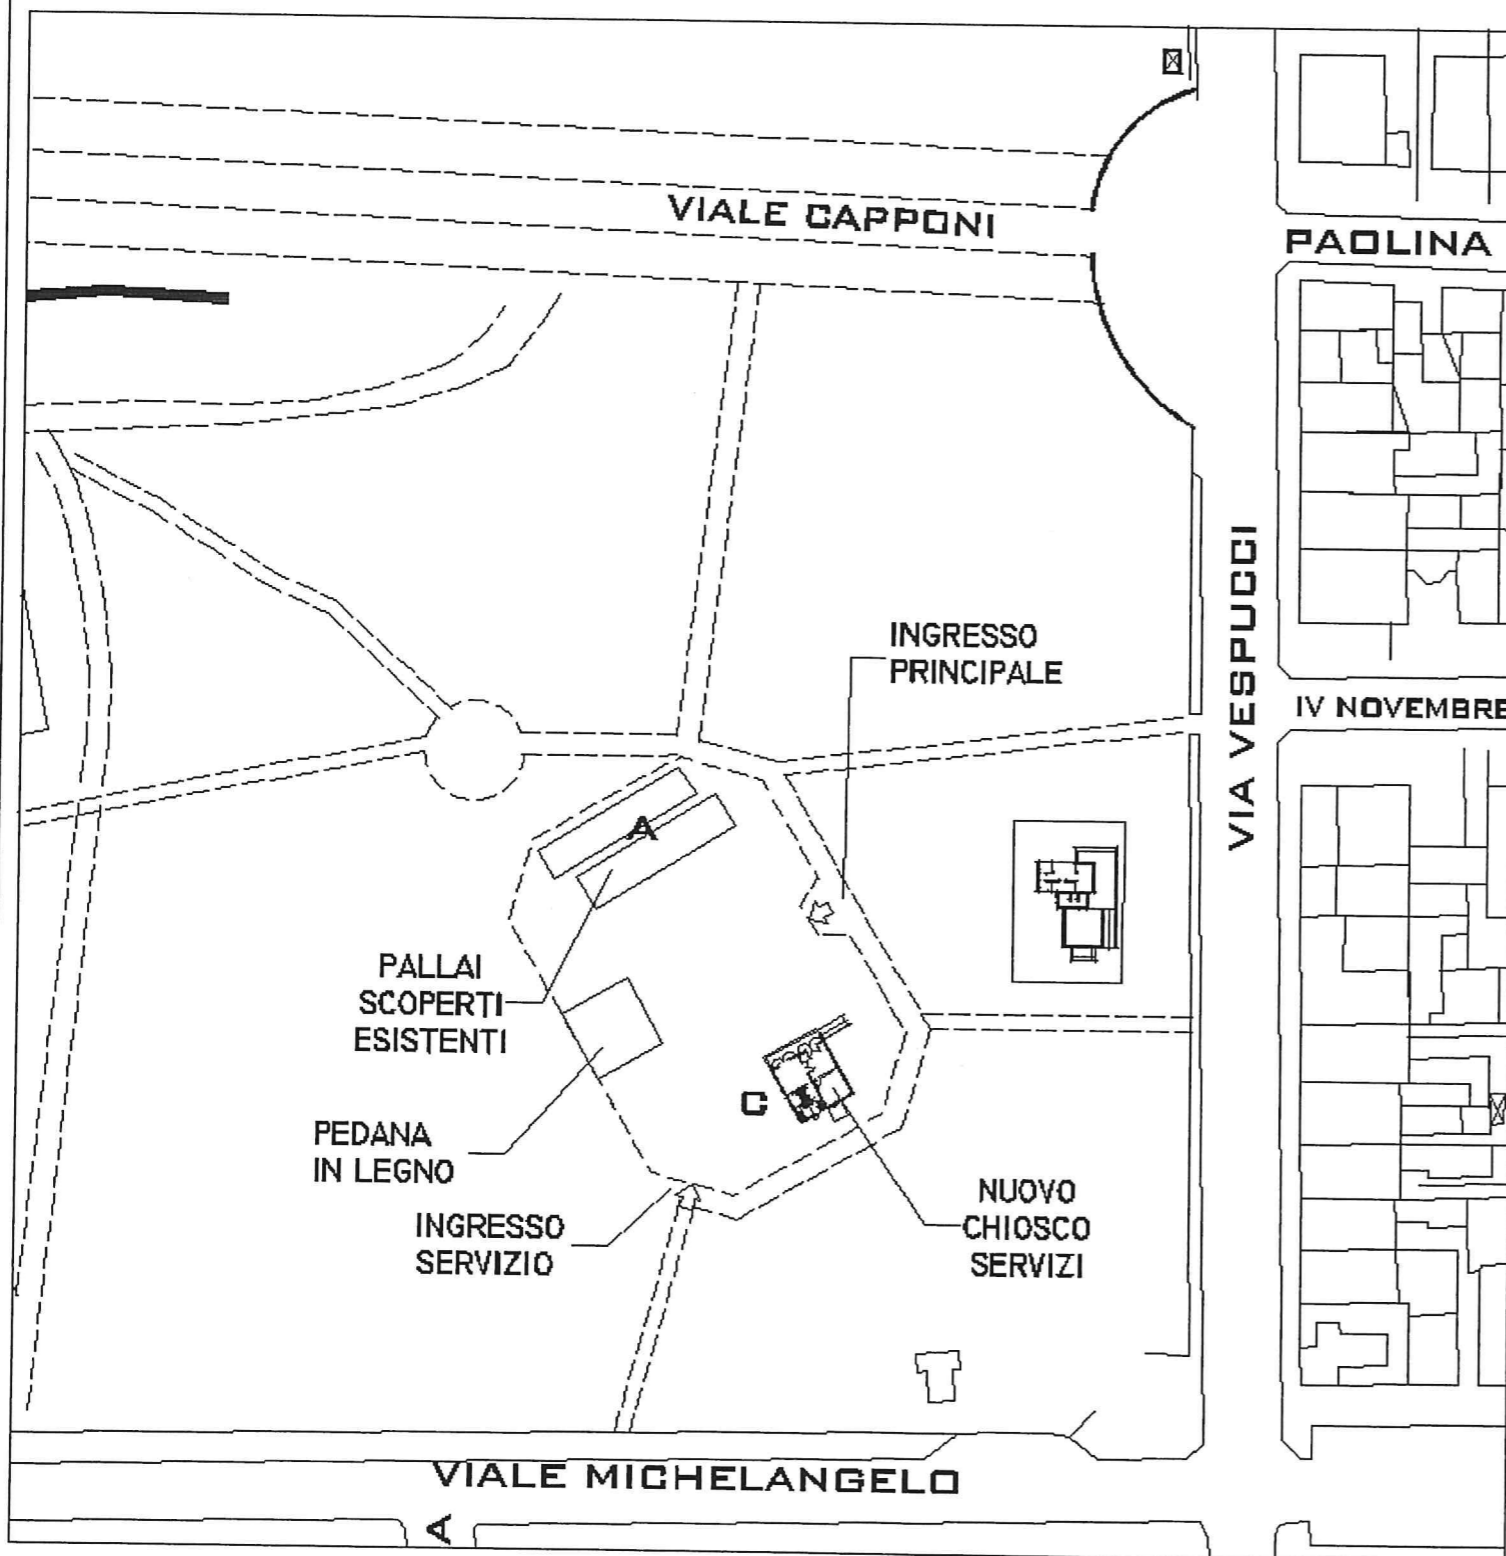 VIALE CAPPONI
PAOLINA
VIA VESPUCCI
INGRESSO
PRINCIPALE
IV NOVEMBRE
A
PALLAI
SCOPERTI
ESISTENTI
C
PEDANA
IN LEGNO
INGRESSO
SERVIZIO
NUOVO
CHIOSCO
SERVIZI
VIALE MICHELANGELO
A